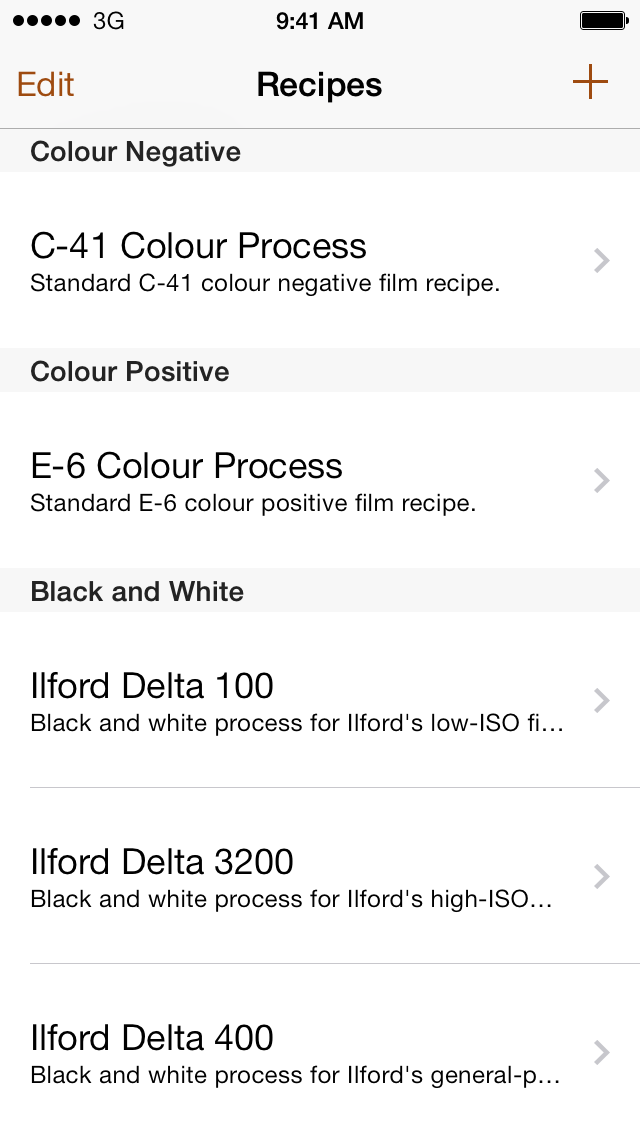 3G 9:41 AM
Edit Recipes
Colour Negative
C-41 Colour Process
Standard C-41 colour negative film recipe.
Colour Positive
E-6 Colour Process
Standard E-6 colour positive film recipe.
Black and White
Ilford Delta 100
Black and white process for Ilford's low-ISO fi…
Ilford Delta 3200
Black and white process for Ilford's high-ISO…
Ilford Delta 400
Black and white process for Ilford's general-p…